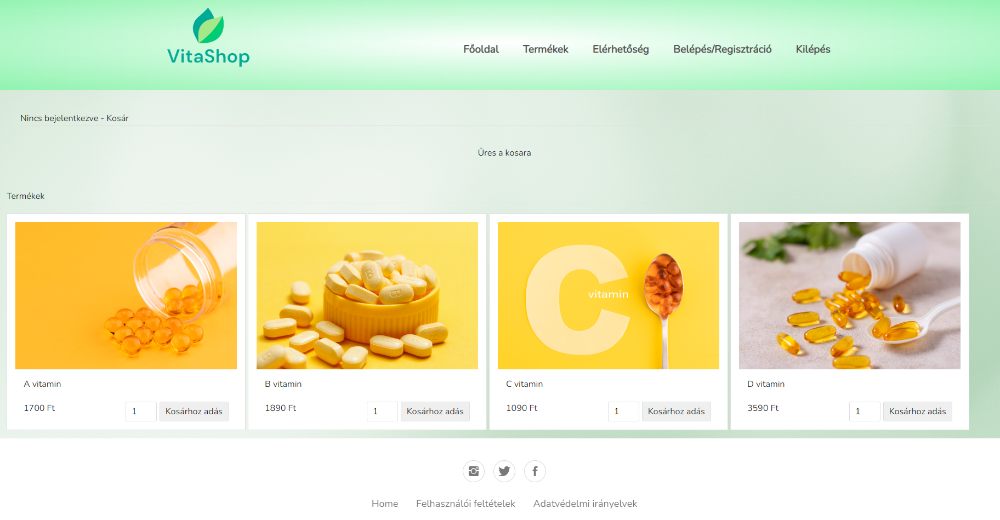 VitaShop
Főoldal Termékek Elérhetőség Belépés/Regisztráció Kilépés
Nincs bejelentkezve - Kosár
Üres a kosara
Termékek
B
B
C
vitamin
A vitamin
1700 Ft 1 Kosárhoz adás
B vitamin
1890 Ft 1 Kosárhoz adás
C vitamin
1090 Ft 1 Kosárhoz adás
D vitamin
3590 Ft 1 Kosárhoz adás
Home Felhasználói feltételek Adatvédelmi irányelvek